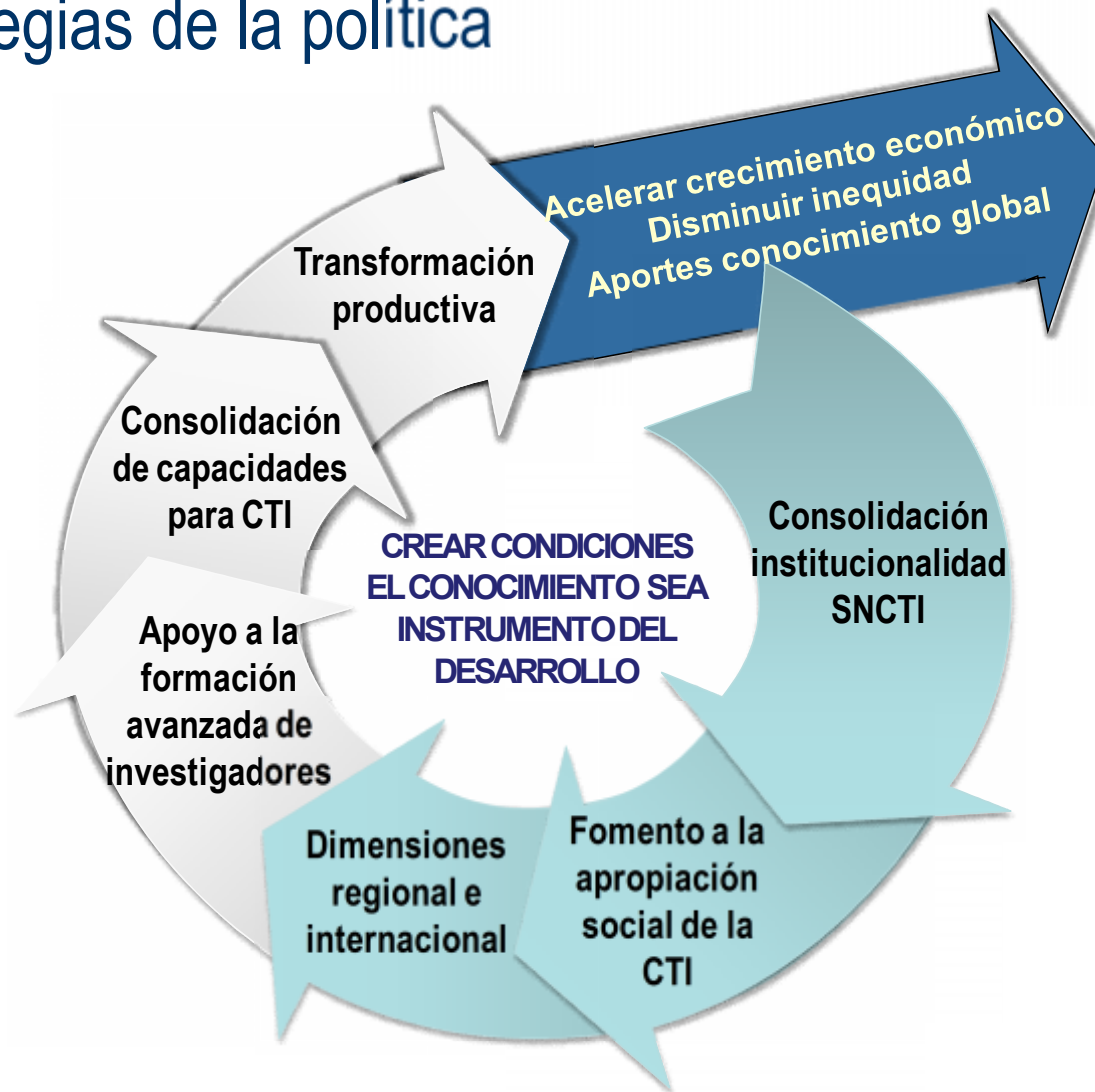 egias de la política
Acelerar crecimiento económico
Disminuir inequidad
Aportes conocimiento global
Transformación
productiva
Consolidación
de capacidades
para CTI
Consolidación
institucionalidad
SNCTI
CREAR CONDICIONES
EL CONOCIMIENTO SEA
INSTRUMENTO DEL
DESARROLLO
Apoyo a la
formación
avanzada de
investigadores
Dimensiones
regional e
internacional
Fomento a la
apropiación
social de la
CTI